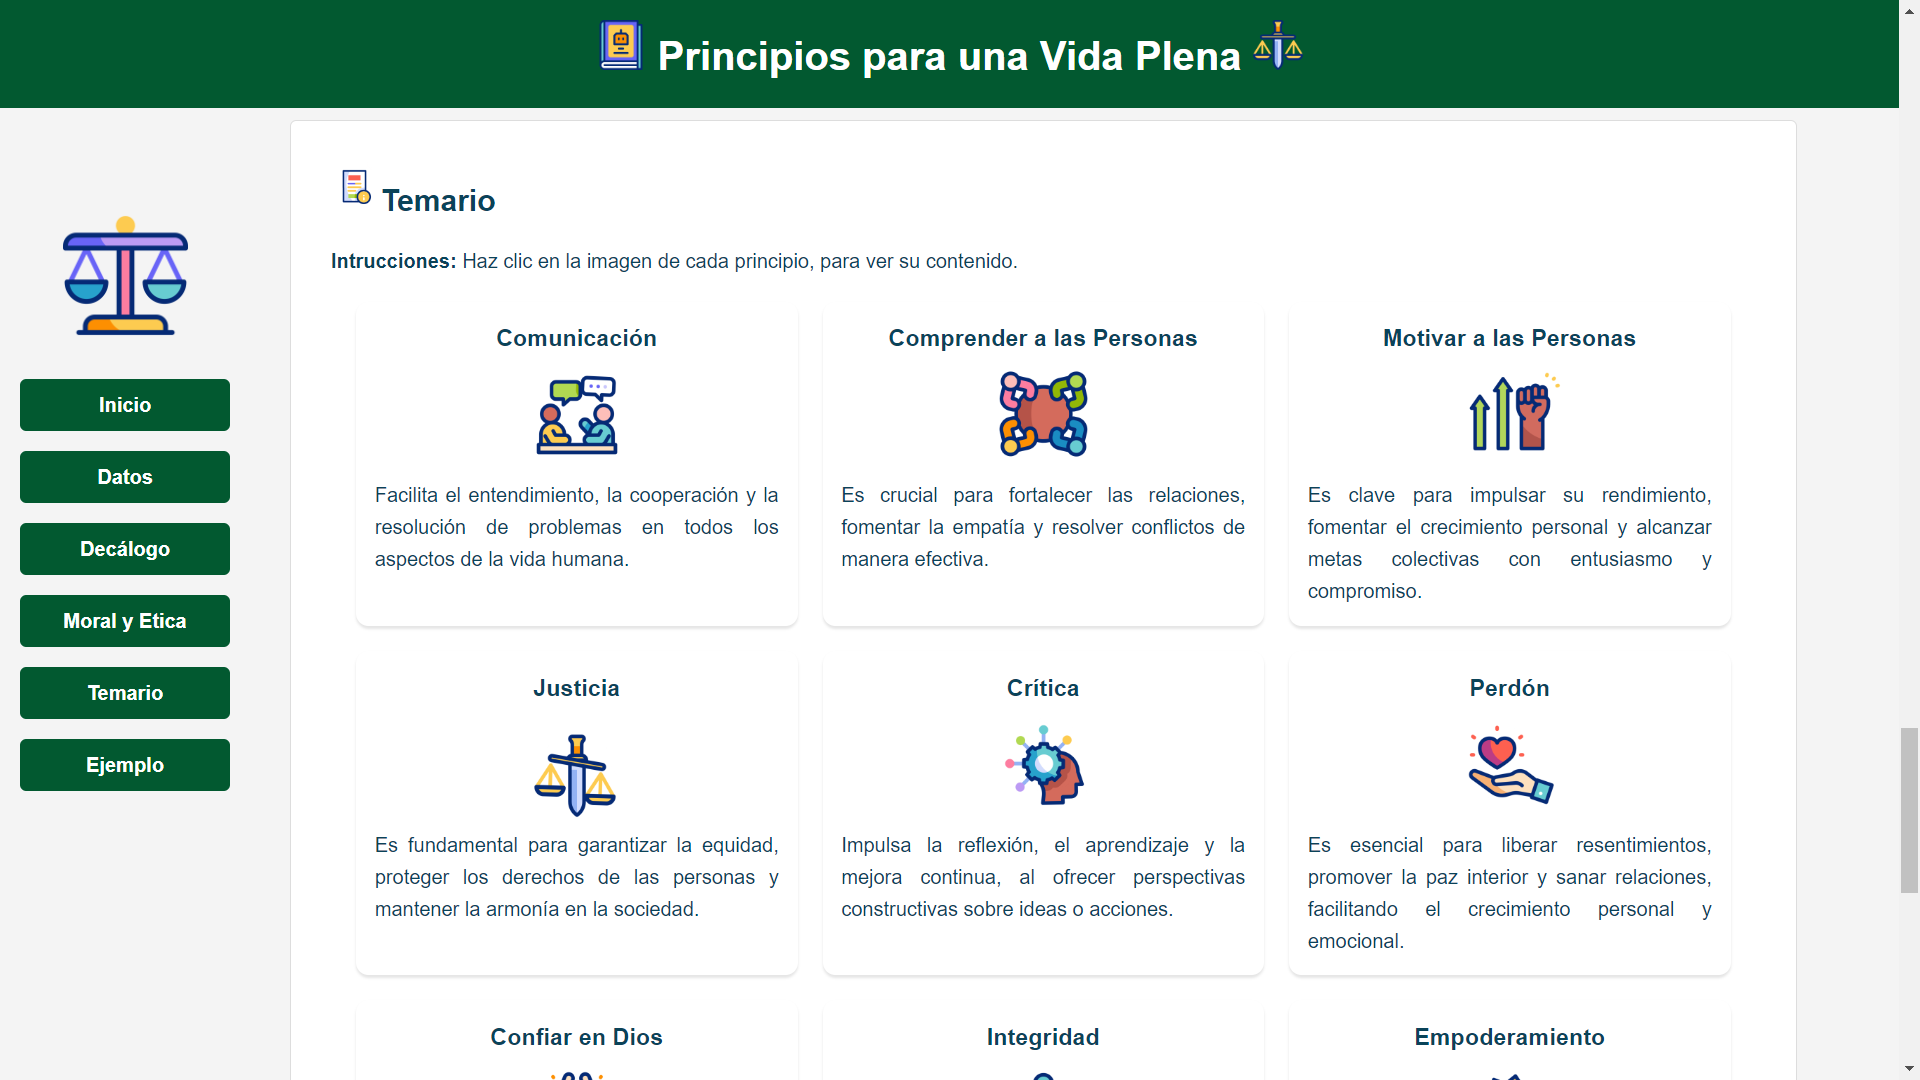 Principios para una Vida Plena
Inicio
Datos
Decálogo
Moral y Etica
Temario
Ejemplo
Temario
Intrucciones: Haz clic en la imagen de cada principio, para ver su contenido.
Comunicación
Facilita el entendimiento, la cooperación y la
resolución de problemas en todos los
aspectos de la vida humana.
Comprender a las Personas
Es crucial para fortalecer las relaciones,
fomentar la empatía y resolver conflictos de
manera efectiva.
Motivar a las Personas
Es clave para impulsar su rendimiento,
fomentar el crecimiento personal y alcanzar
metas colectivas con entusiasmo y
compromiso.
Justicia
Es fundamental para garantizar la equidad,
proteger los derechos de las personas y
mantener la armonía en la sociedad.
Crítica
Impulsa la reflexión, el aprendizaje y la
mejora continua, al ofrecer perspectivas
constructivas sobre ideas o acciones.
Perdón
Es esencial para liberar resentimientos,
promover la paz interior y sanar relaciones,
facilitando el crecimiento personal y
emocional.
Confiar en Dios
Integridad
Empoderamiento